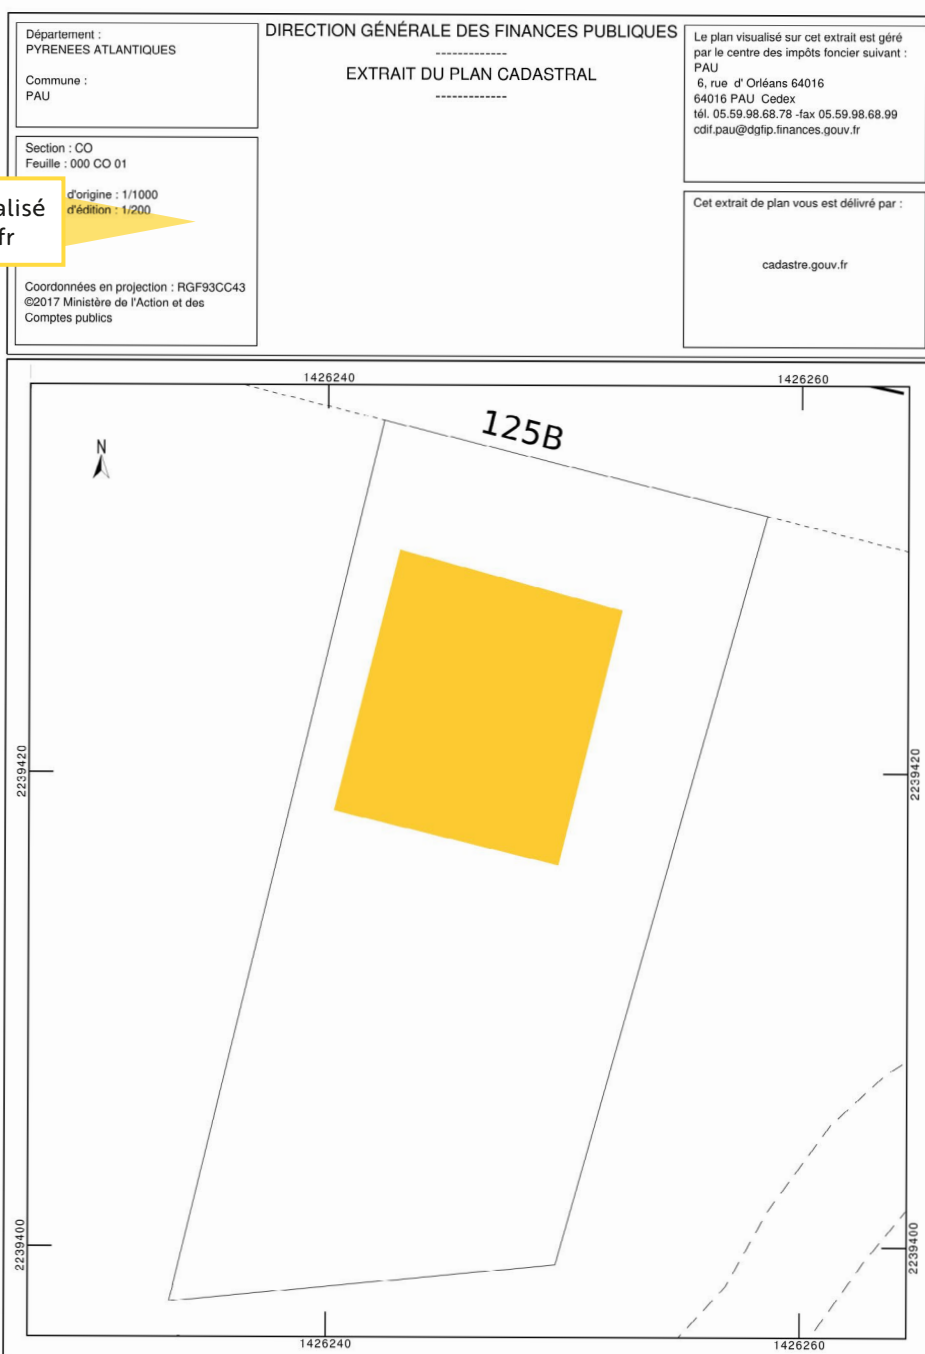 Département :
PYRENEES ATLANTIQUES
Commune :
PAU
DIRECTION GÉNÉRALE DES FINANCES PUBLIQUES
-------------
EXTRAIT DU PLAN CADASTRAL
-------------
Le plan visualisé sur cet extrait est géré
par le centre des impôts foncier suivant :
PAU
6, rue d' Orléans 64016
64016 PAU Cedex
tél. 05.59.98.68.78 -fax 05.59.98.68.99
cdif.pau@dgfip.finances.gouv.fr
Section : CO
Feuille : 000 CO 01
d'origine : 1/1000
d'édition : 1/200
alisé
fr
Coordonnées en projection : RGF93CC43
©2017 Ministère de l'Action et des
Comptes publics
Cet extrait de plan vous est délivré par :
cadastre.gouv.fr
1426240
1426260
125B
N
2239420
2239420
2239400
2239400
1426240
1426260